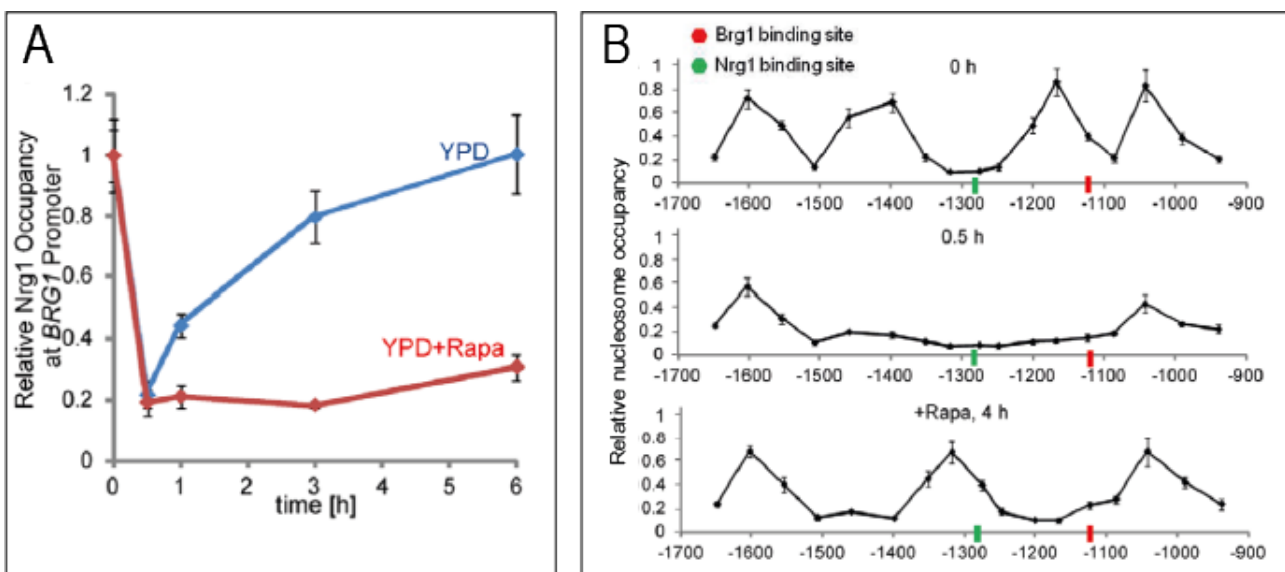 A
Relative Nrg1 Occupancy
at BRG1 Promoter
1.2
1
0.8
0.6
0.4
0.2
0
YPD
YPD+Rapa
0 1 2 3 4 5 6
time [h]
B
Brg1 binding site
Nrg1 binding site
Relative nucleosome occupancy
0 h
1
0.8
0.6
0.4
0.2
0
-1700 -1600 -1500 -1400 -1300 -1200 -1100 -1000 -900
0.5 h
1
0.8
0.6
0.4
0.2
0
-1700 -1600 -1500 -1400 -1300 -1200 -1100 -1000 -900
+Rapa, 4 h
1
0.8
0.6
0.4
0.2
0
-1700 -1600 -1500 -1400 -1300 -1200 -1100 -1000 -900